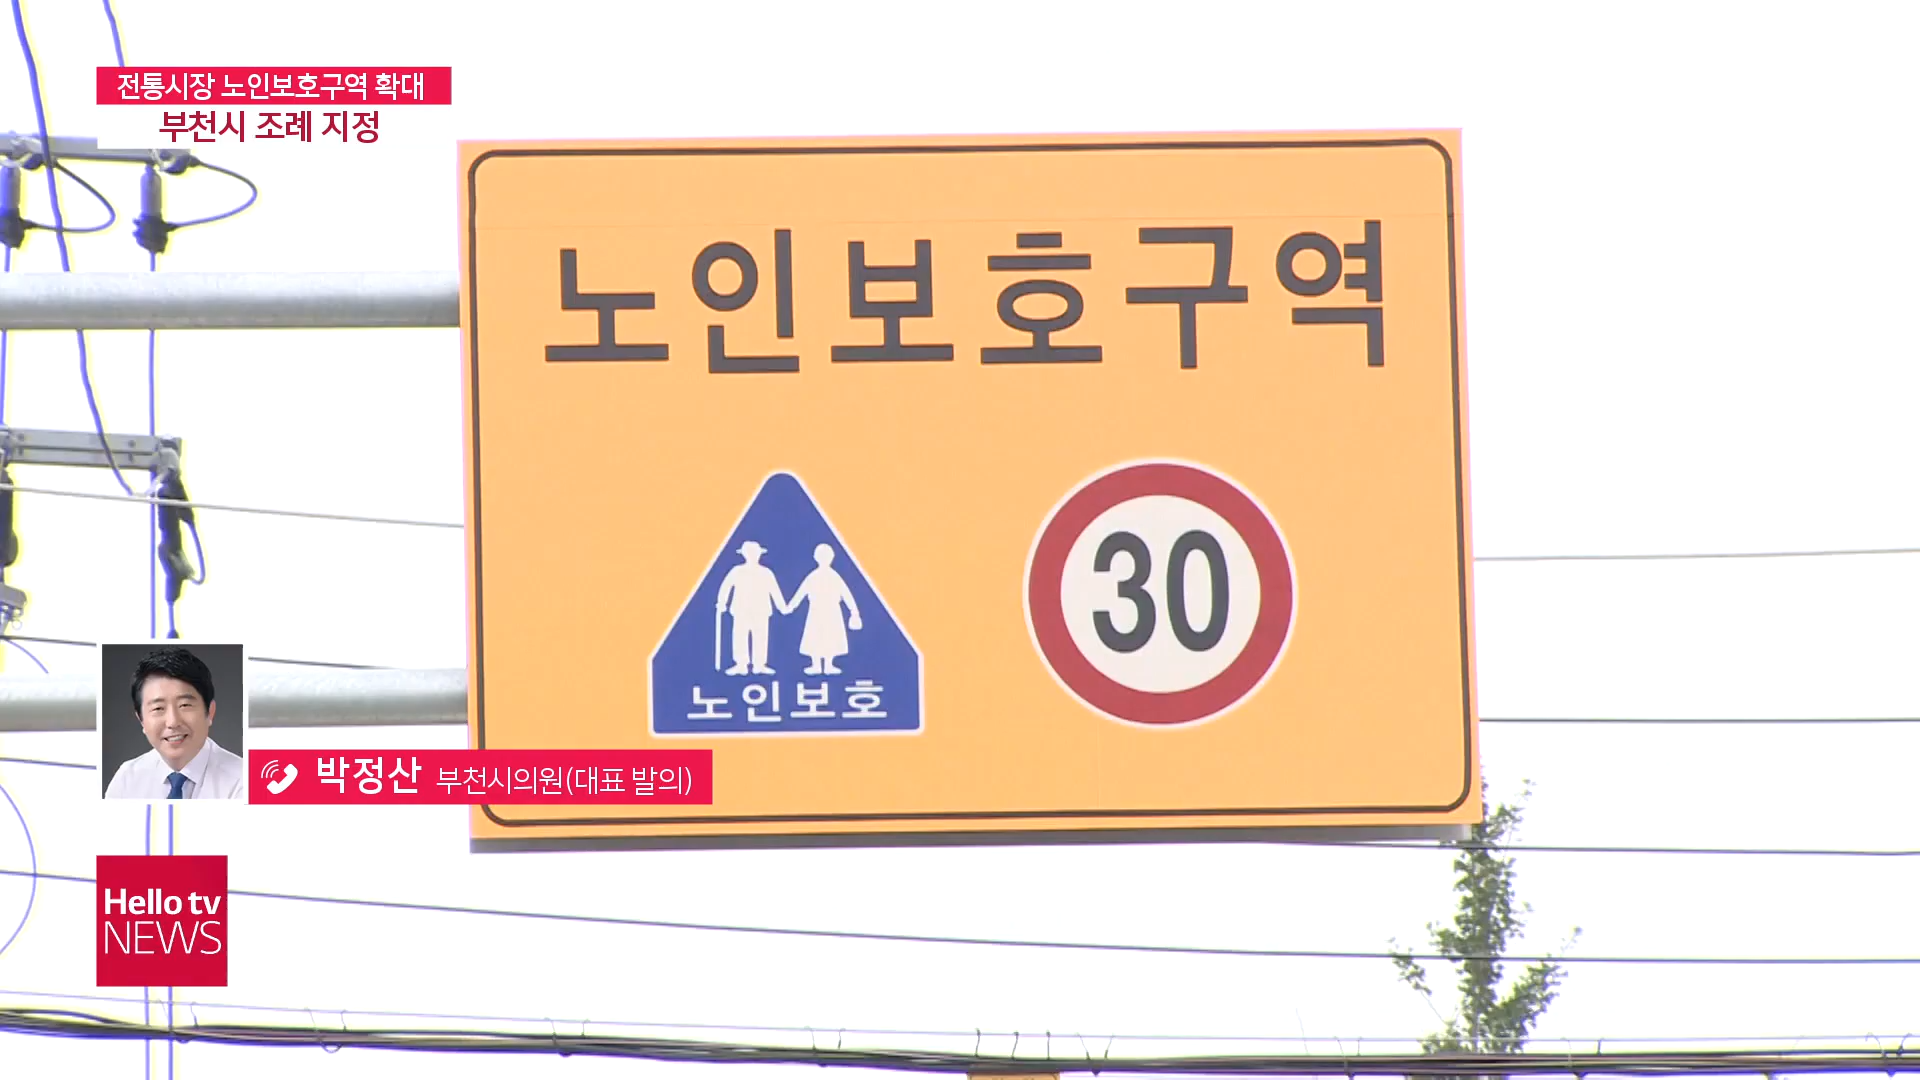 전통시장 노인보호구역 확대
부천시 조례 지정
노인보호구역
노인보호
30
박정산 부천시의원(대표 발의)
Hello tv
NEWS